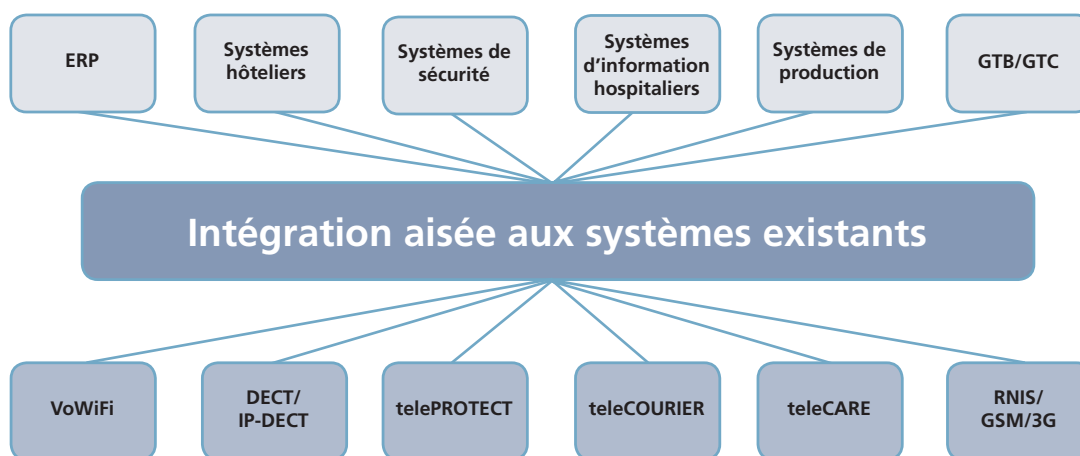 ERP
Systèmes
hôteliers
Systèmes de
sécurité
Systèmes
d'information
hospitaliers
Systèmes de
production
GTB/GTC
Intégration aisée aux systèmes existants
VoWiFi
DECT/
IP-DECT
telePROTECT
teleCOURIER
teleCARE
RNIS/
GSM/3G